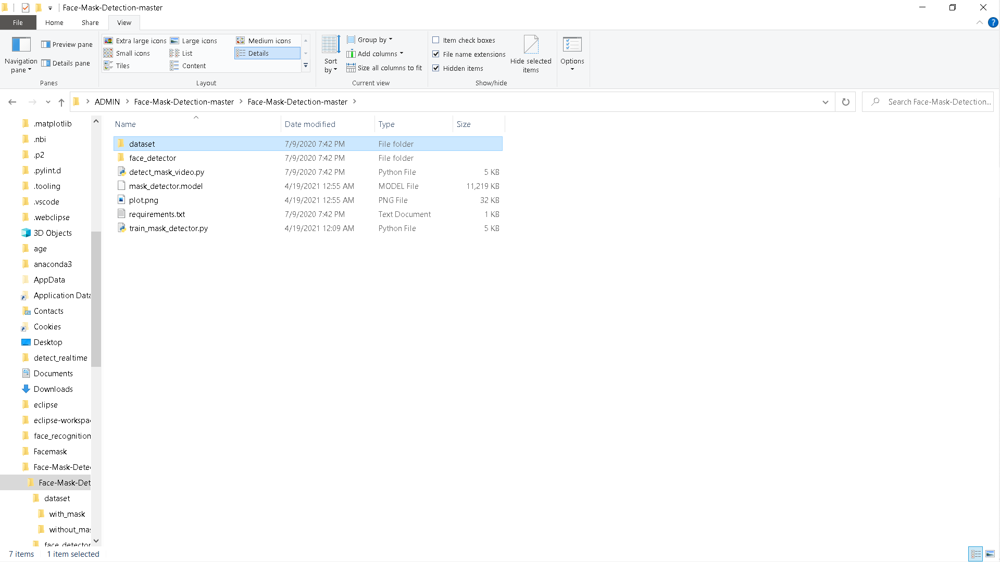 Face-Mask-Detection-master
File Home Share View
Preview pane
Details pane
Navigation
pane
Panes
Extra large icons Large icons Medium icons
Small icons List Details
Tiles Content
Layout
Sort
by
Group by
Add columns
Size all columns to fit
Current view
Item check boxes
File name extensions
Hidden items
Hide selected
items
Show/hide
Options
ADMIN Face-Mask-Detection-master Face-Mask-Detection-master
Search Face-Mask-Detection...
.matplotlib
.nbi
.p2
.pylint.d
.tooling
.vscode
.webclipse
3D Objects
age
anaconda3
AppData
Application Data
Contacts
Cookies
Desktop
detect_realtime
Documents
Downloads
eclipse
eclipse-workspa
face_recognition
Facemask
Face-Mask-Dete
Face-Mask-Det
dataset
with_mask
without_mas
face_detector
Name Date modified Type Size
dataset 7/9/2020 7:42 PM File folder
face_detector 7/9/2020 7:42 PM File folder
detect_mask_video.py 7/9/2020 7:42 PM Python File 5 KB
mask_detector.model 4/19/2021 12:55 AM MODEL File 11,219 KB
plot.png 4/19/2021 12:55 AM PNG File 32 KB
requirements.txt 7/9/2020 7:42 PM Text Document 1 KB
train_mask_detector.py 4/19/2021 12:09 AM Python File 5 KB
7 items 1 item selected